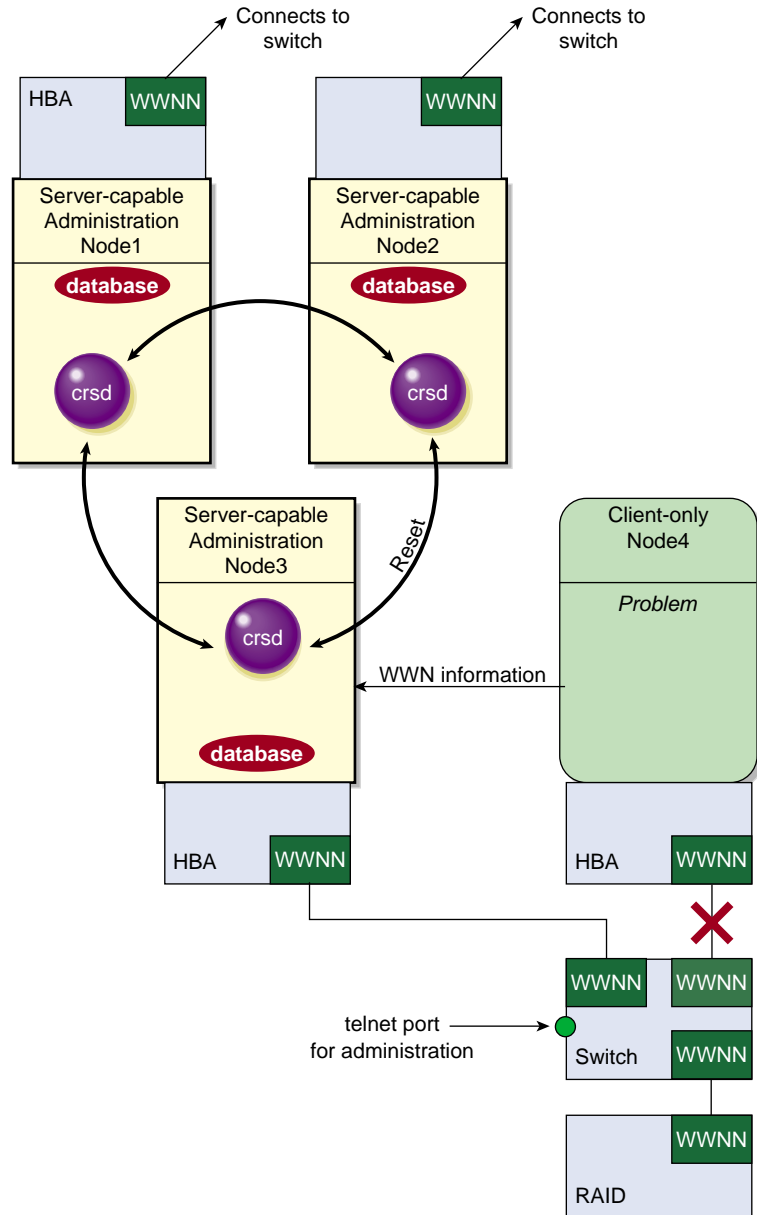 Connects to
switch
Connects to
switch
HBA
WWNN
WWNN
Server-capable
Administration
Node1
Server-capable
Administration
Node2
database
database
crsd
crsd
Reset
Server-capable
Administration
Node3
Client-only
Node4
Problem
crsd
WWN information
database
HBA
WWNN
HBA
WWNN
WWNN
WWNN
telnet port
for administration
Switch
WWNN
WWNN
RAID